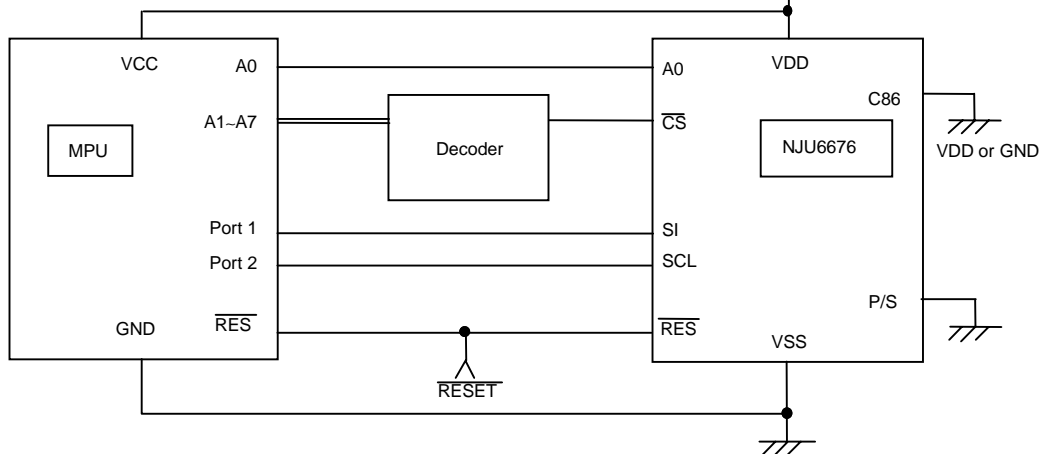 VCC
A0
A1~A7
MPU
Port 1
Port 2
GND
RES
Decoder
RESET
A0
VDD
CS
C86
NJU6676
VDD or GND
SI
SCL
P/S
RES
VSS